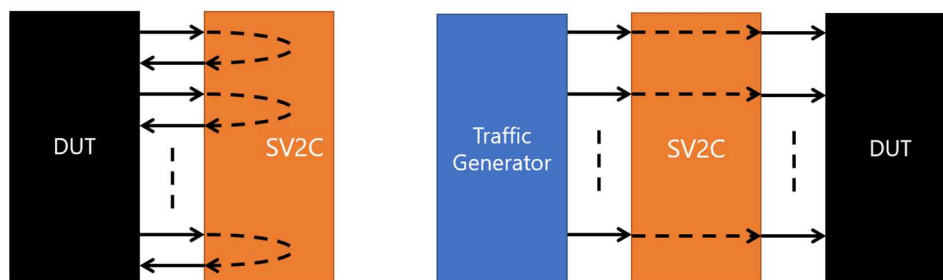 DUT
SV2C
Traffic
Generator
SV2C
DUT